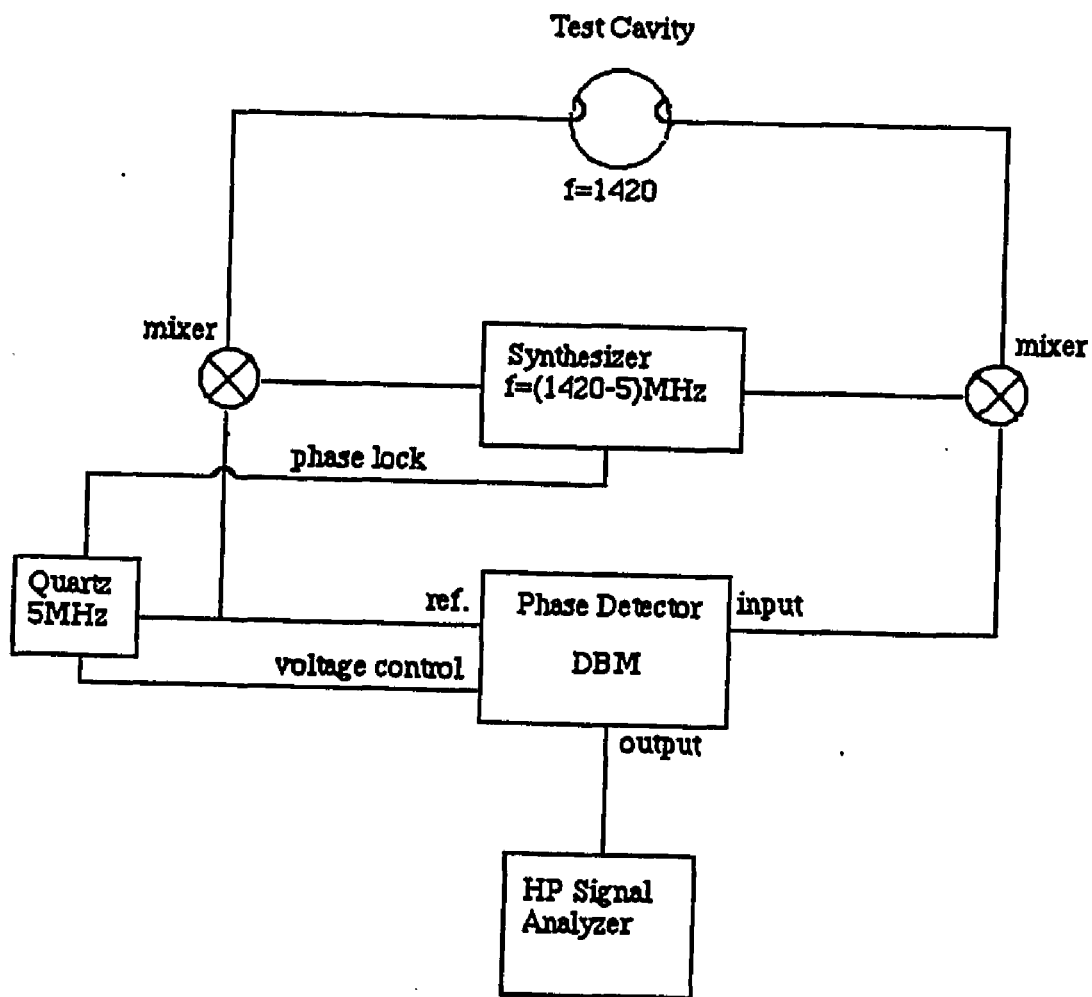 Test Cavity
f=1420
mixer
Synthesizer
f=(1420-5)MHz
mixer
phase lock
Quartz
5MHz
ref.
Phase Detector
DBM
input
voltage control
output
HP Signal
Analyzer